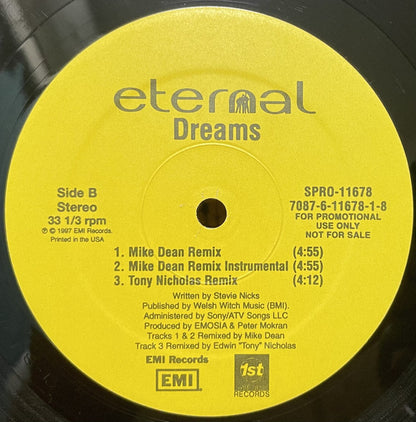 eternal
Dreams
Side B
Stereo
33 1/3 rpm
℗ © 1997 EMI Records.
Printed in the USA
SPRO-11678
7087-6-11678-1-8
FOR PROMOTIONAL
USE ONLY
NOT FOR SALE
1. Mike Dean Remix (4:55)
2. Mike Dean Remix Instrumental (4:55)
3. Tony Nicholas Remix (4:12)
Written by Stevie Nicks
Published by Welsh Witch Music (BMI).
Administered by Sony/ATV Songs LLC
Produced by EMOSIA & Peter Mokran
Tracks 1 & 2 Remixed by Mike Dean
Track 3 Remixed by Edwin "Tony" Nicholas
EMI Records
EMI
1st
RECORDS